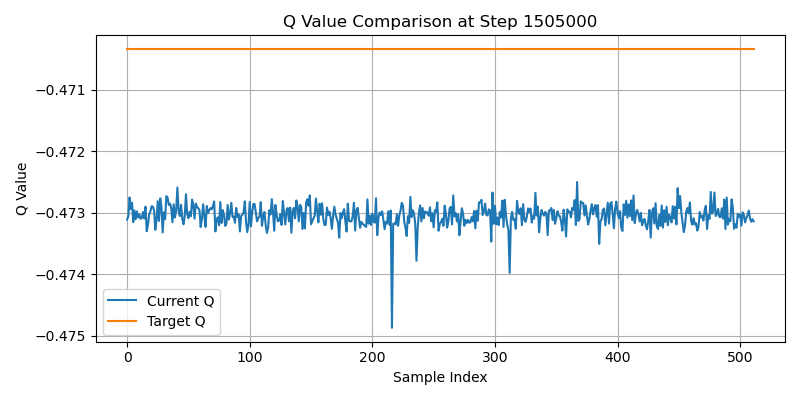 Q Value Comparison at Step 1505000
Q Value
−0.471
−0.472
−0.473
−0.474
−0.475
Current Q
Target Q
0 100 200 300 400 500
Sample Index